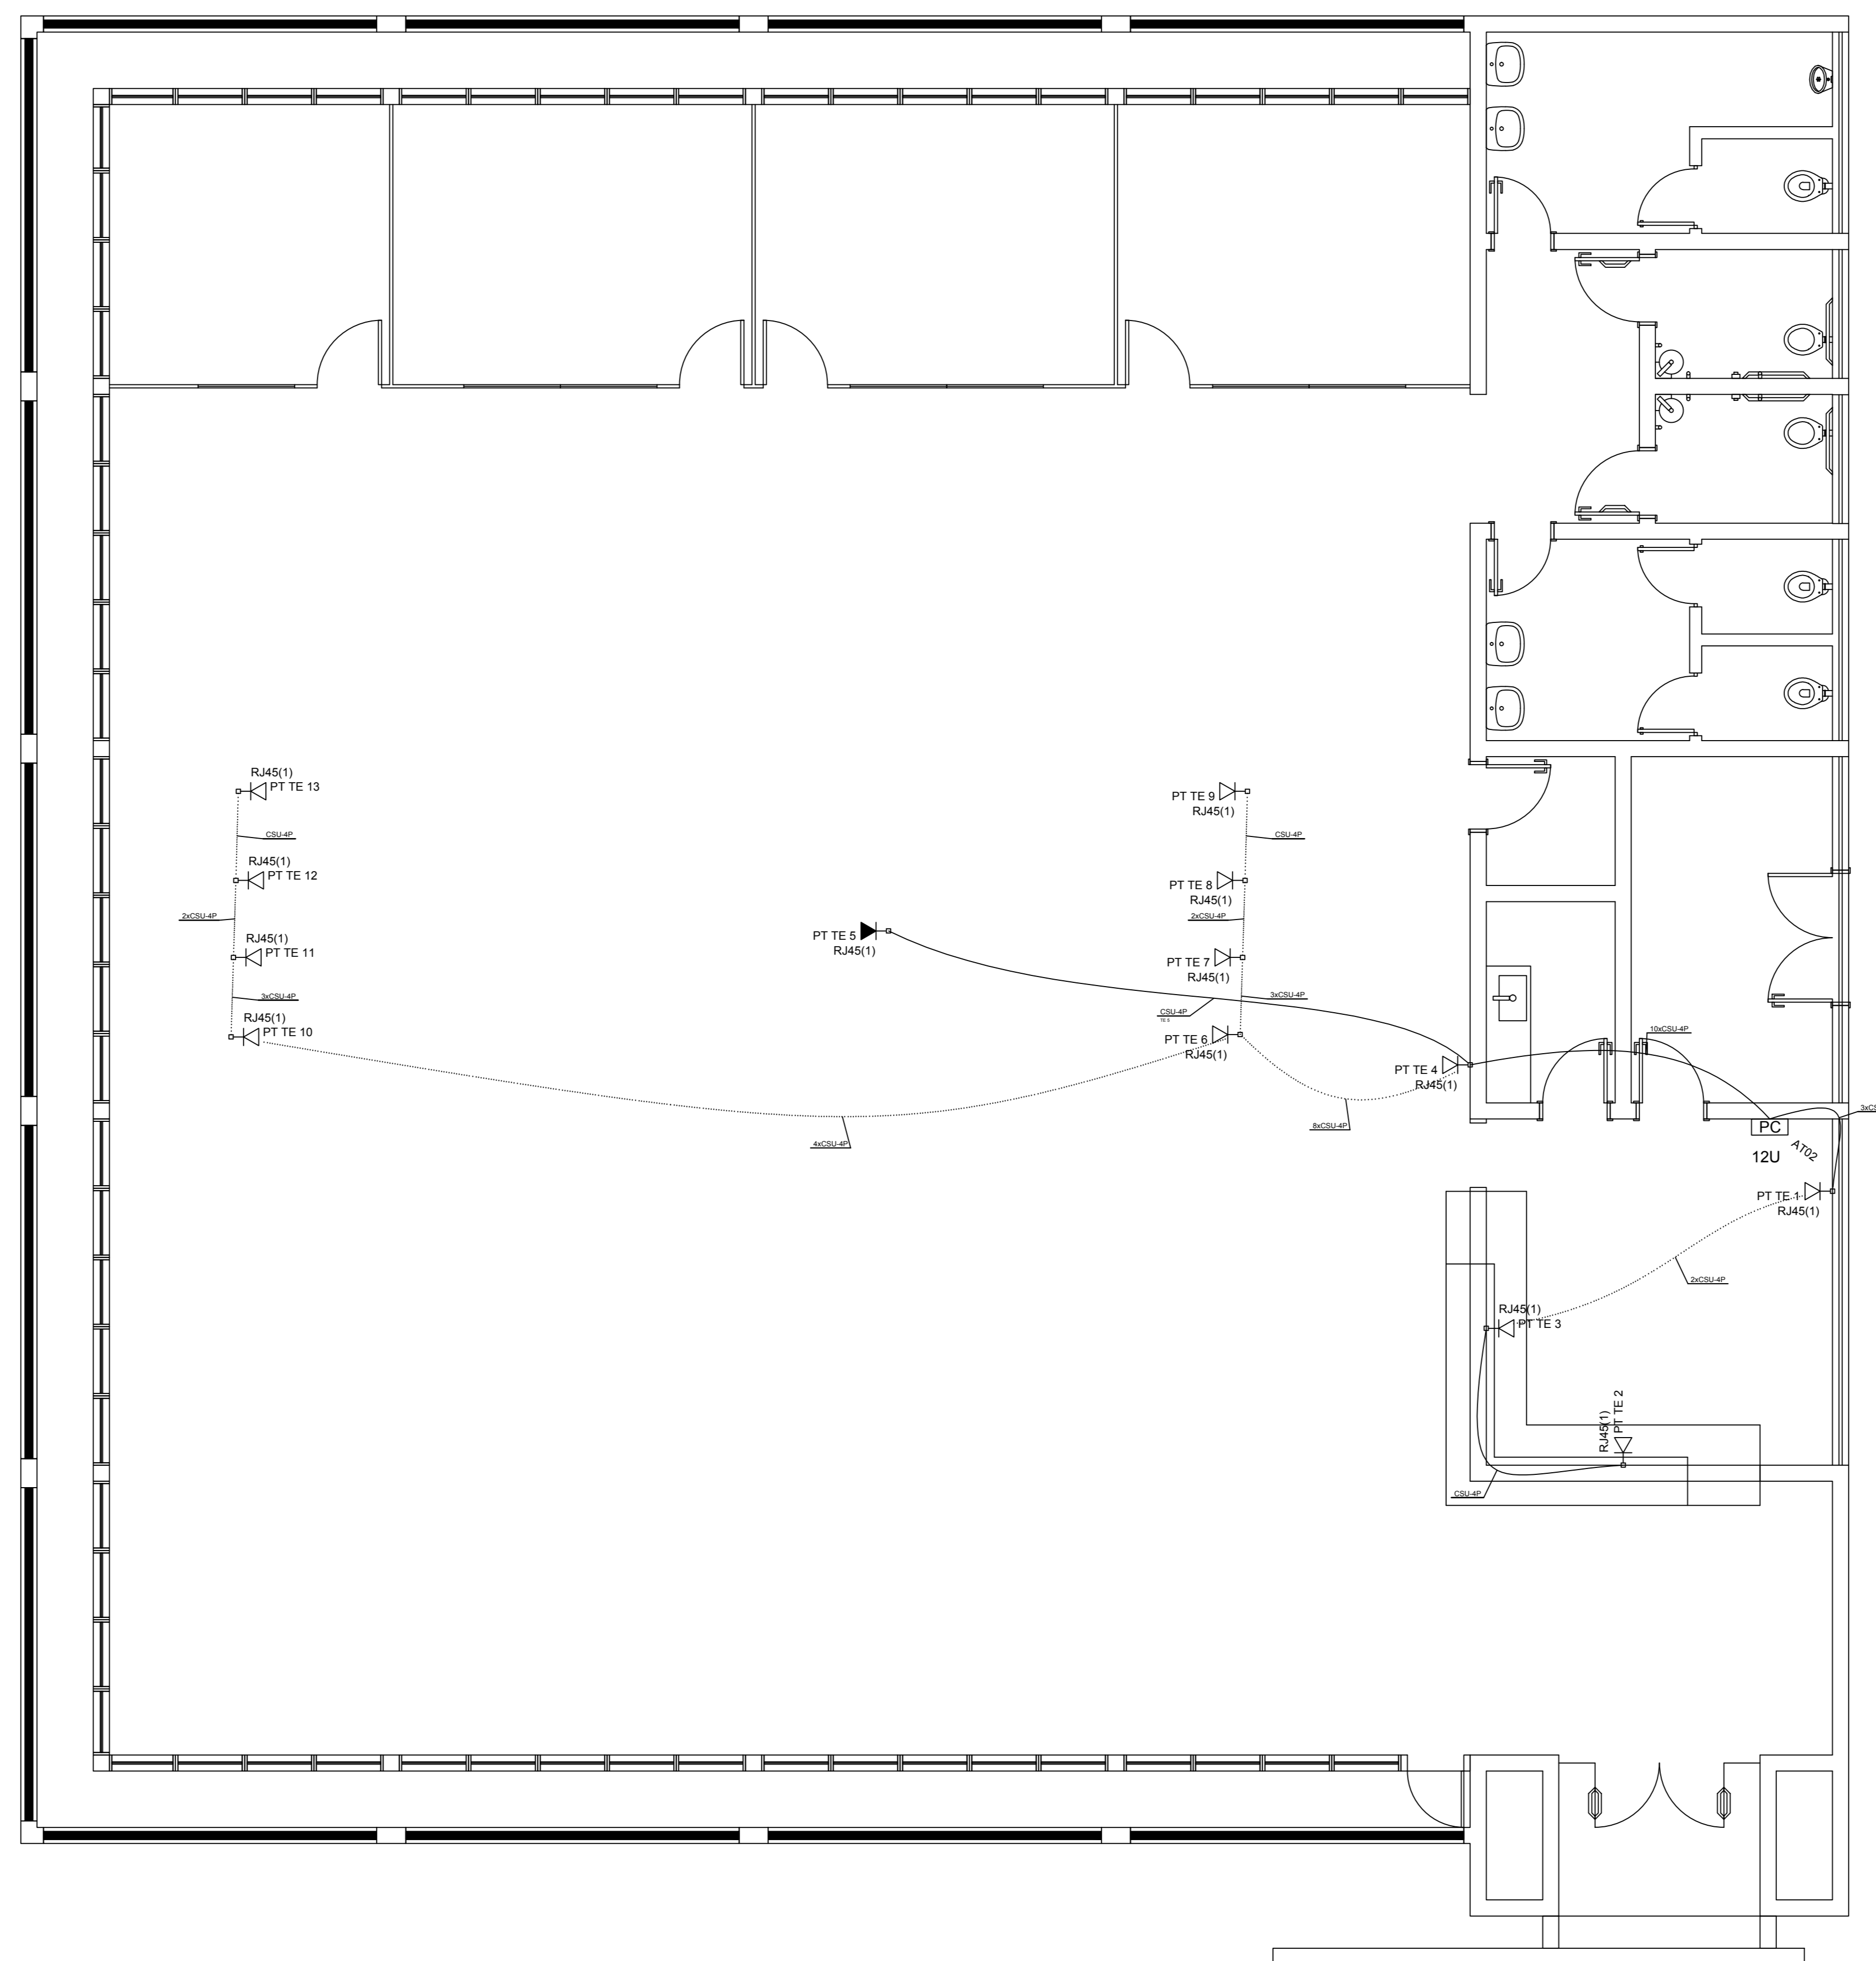 RJ45(1)
PT TE 13
CSU-4P
RJ45(1)
PT TE 12
2xCSU-4P
RJ45(1)
PT TE 11
3xCSU-4P
RJ45(1)
PT TE 10
4xCSU-4P
PT TE 9
RJ45(1)
CSU-4P
PT TE 8
RJ45(1)
2xCSU-4P
PT TE 5
RJ45(1)
PT TE 7
RJ45(1)
3xCSU-4P
CSU-4P
TE 5
PT TE 6
RJ45(1)
PT TE 4
RJ45(1)
8xCSU-4P
10xCSU-4P
3xCS
PC
12U
AT02
PT TE 1
RJ45(1)
2xCSU-4P
RJ45(1)
PT TE 3
RJ45(1)
PT TE 2
CSU-4P